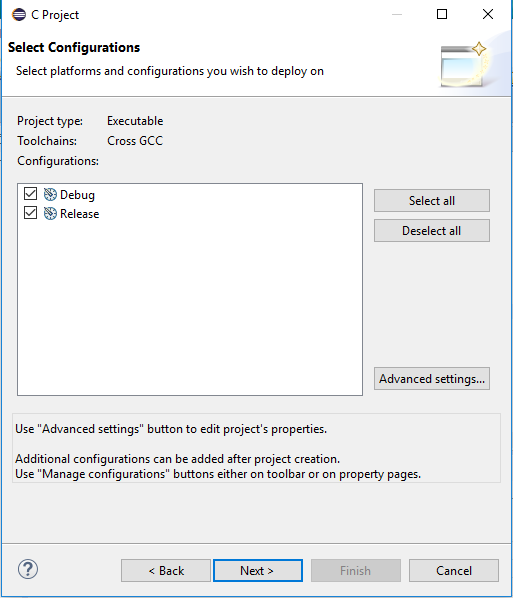 C Project
Select Configurations
Select platforms and configurations you wish to deploy on
Project type: Executable
Toolchains: Cross GCC
Configurations:
Debug
Release
Select all
Deselect all
Advanced settings...
Use "Advanced settings" button to edit project's properties.
Additional configurations can be added after project creation.
Use "Manage configurations" buttons either on toolbar or on property pages.
?
< Back
Next >
Finish
Cancel